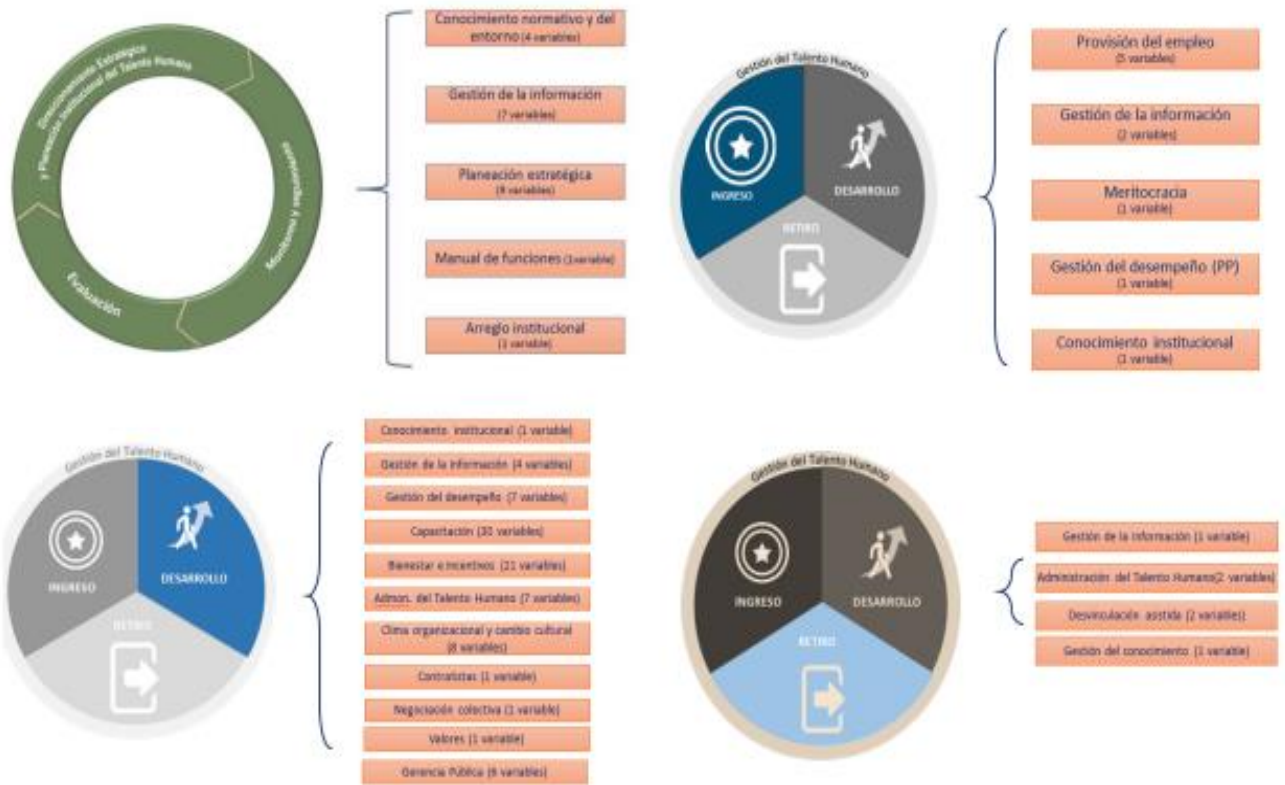 Direccionamiento Estratégico
y Planeación Institucional del Talento Humano
Monitoreo y seguimiento
Evaluación
Conocimiento normativo y del
entorno (4 variables)
Gestión de la información
(7 variables)
Planeación estratégica
(9 variables)
Manual de funciones (1variable)
Arreglo institucional
(1 variable)
Gestión del Talento Humano
INGRESO
DESARROLLO
RETIRO
Provisión del empleo
(5 variables)
Gestión de la información
(2 variables)
Meritocracia
(1 variable)
Gestión del desempeño (PP)
(1 variable)
Conocimiento institucional
(1 variable)
Gestión del Talento Humano
INGRESO
DESARROLLO
RETIRO
Conocimiento institucional (1 variable)
Gestión de la información (4 variables)
Gestión del desempeño (7 variables)
Capacitación (30 variables)
Bienestar e Incentivos (21 variables)
Admon. del Talento Humano (7 variables)
Clima organizacional y cambio cultural
(8 variables)
Contratistas (1 variable)
Negociación colectiva (1 variable)
Valores (1 variable)
Gerencia Pública (6 variables)
Gestión del Talento Humano
INGRESO
DESARROLLO
RETIRO
Gestión de la información (1 variable)
Administración del Talento Humano(2 variables)
Desvinculación asistida (2 variables)
Gestión del conocimiento (1 variable)